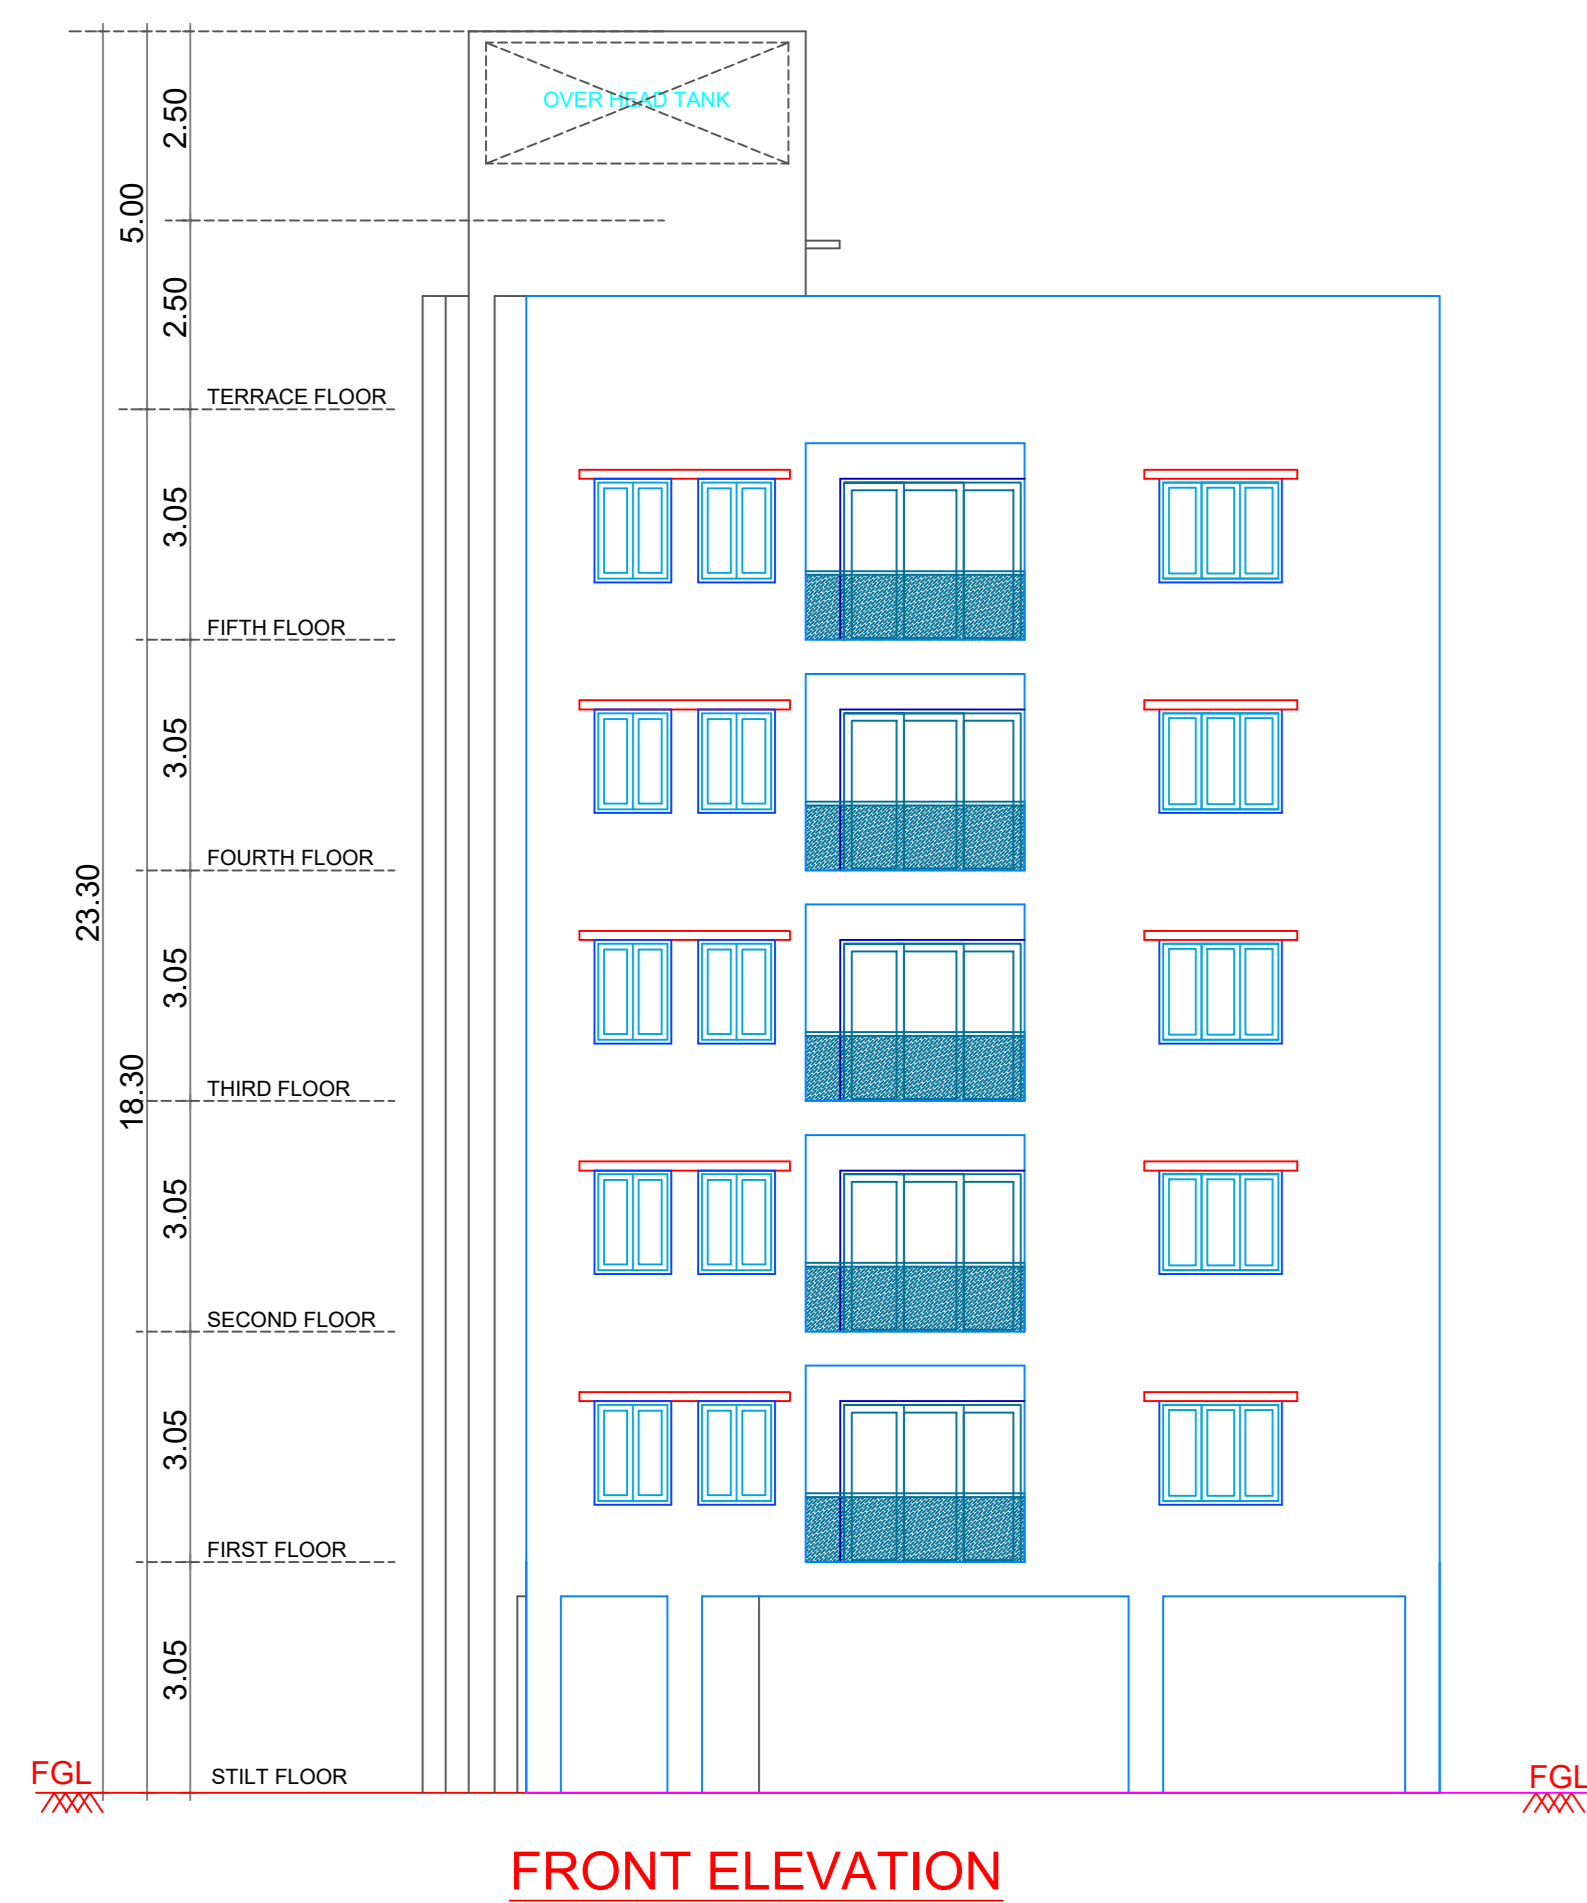 OVER HEAD TANK
2.50
5.00
2.50
TERRACE FLOOR
3.05
FIFTH FLOOR
3.05
FOURTH FLOOR
23.30
3.05
18.30
THIRD FLOOR
3.05
SECOND FLOOR
3.05
FIRST FLOOR
3.05
FGL
STILT FLOOR
FGL
FRONT ELEVATION